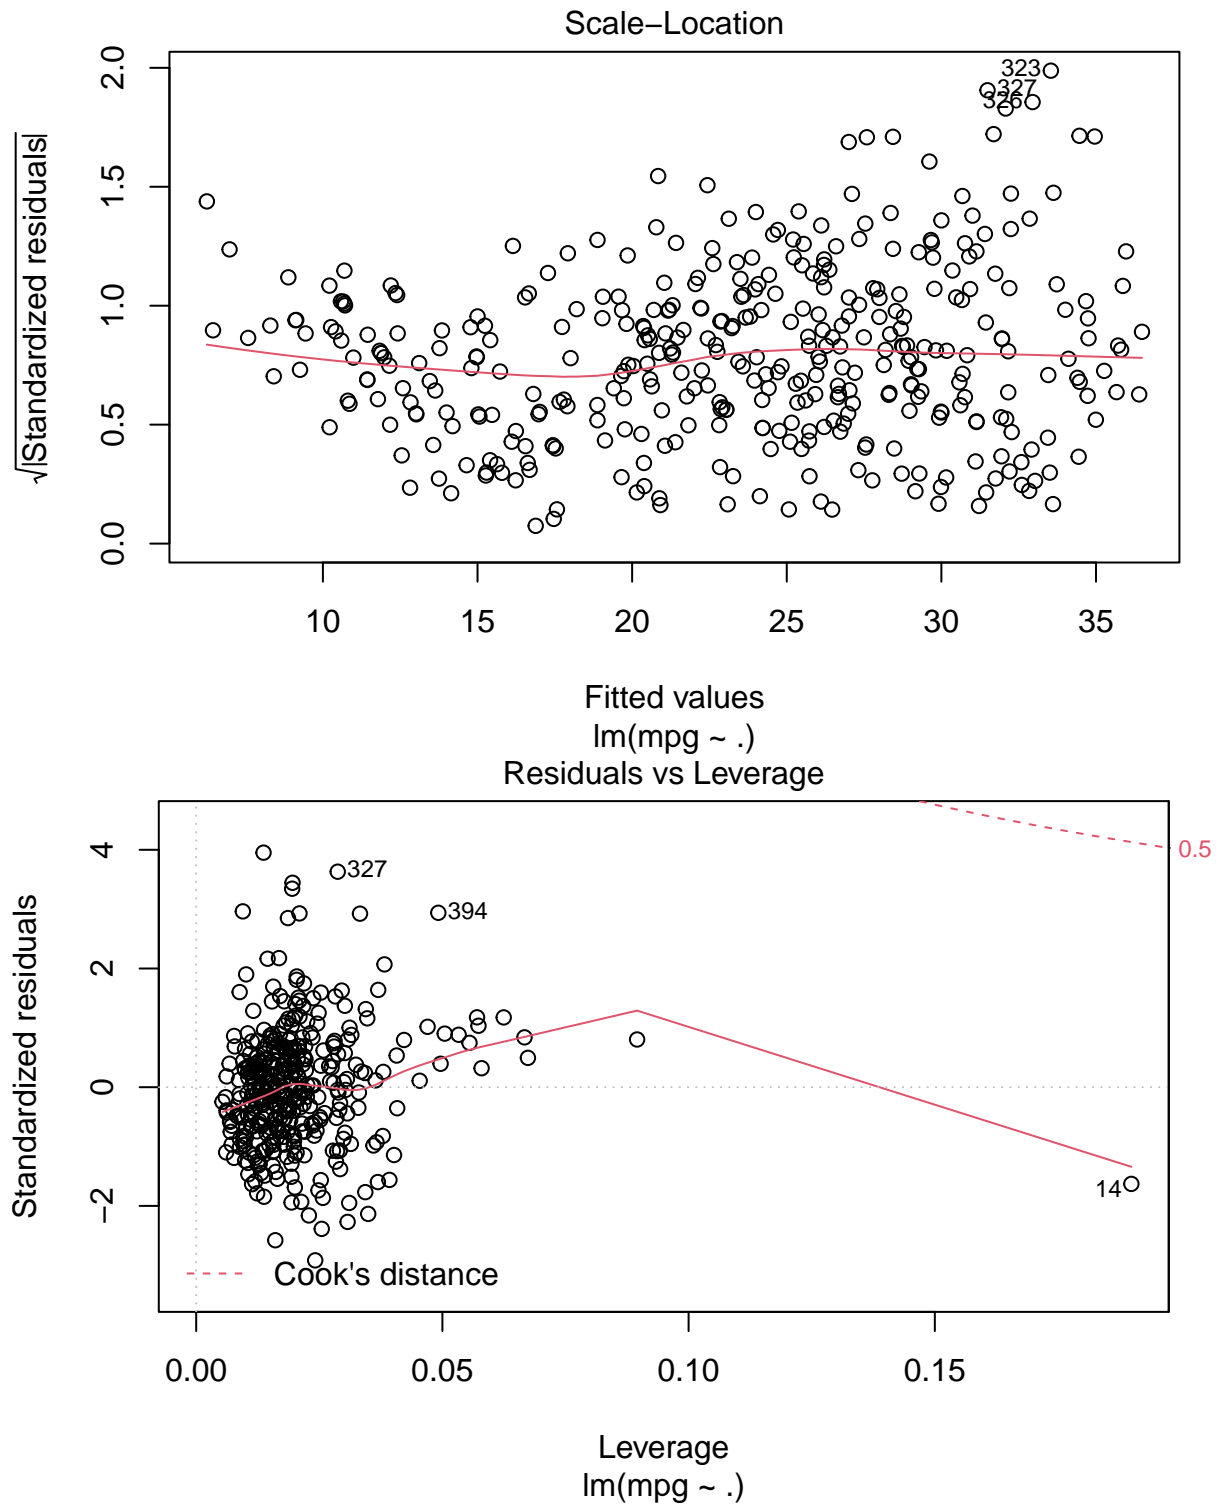 Scale−Location
√|Standardized residuals|
0.0 0.5 1.0 1.5 2.0
323
327
326
10 15 20 25 30 35
Fitted values
lm(mpg ~ .)
Residuals vs Leverage
Standardized residuals
−2 0 2 4
0.5
327
394
14
Cook's distance
0.00 0.05 0.10 0.15
Leverage
lm(mpg ~ .)